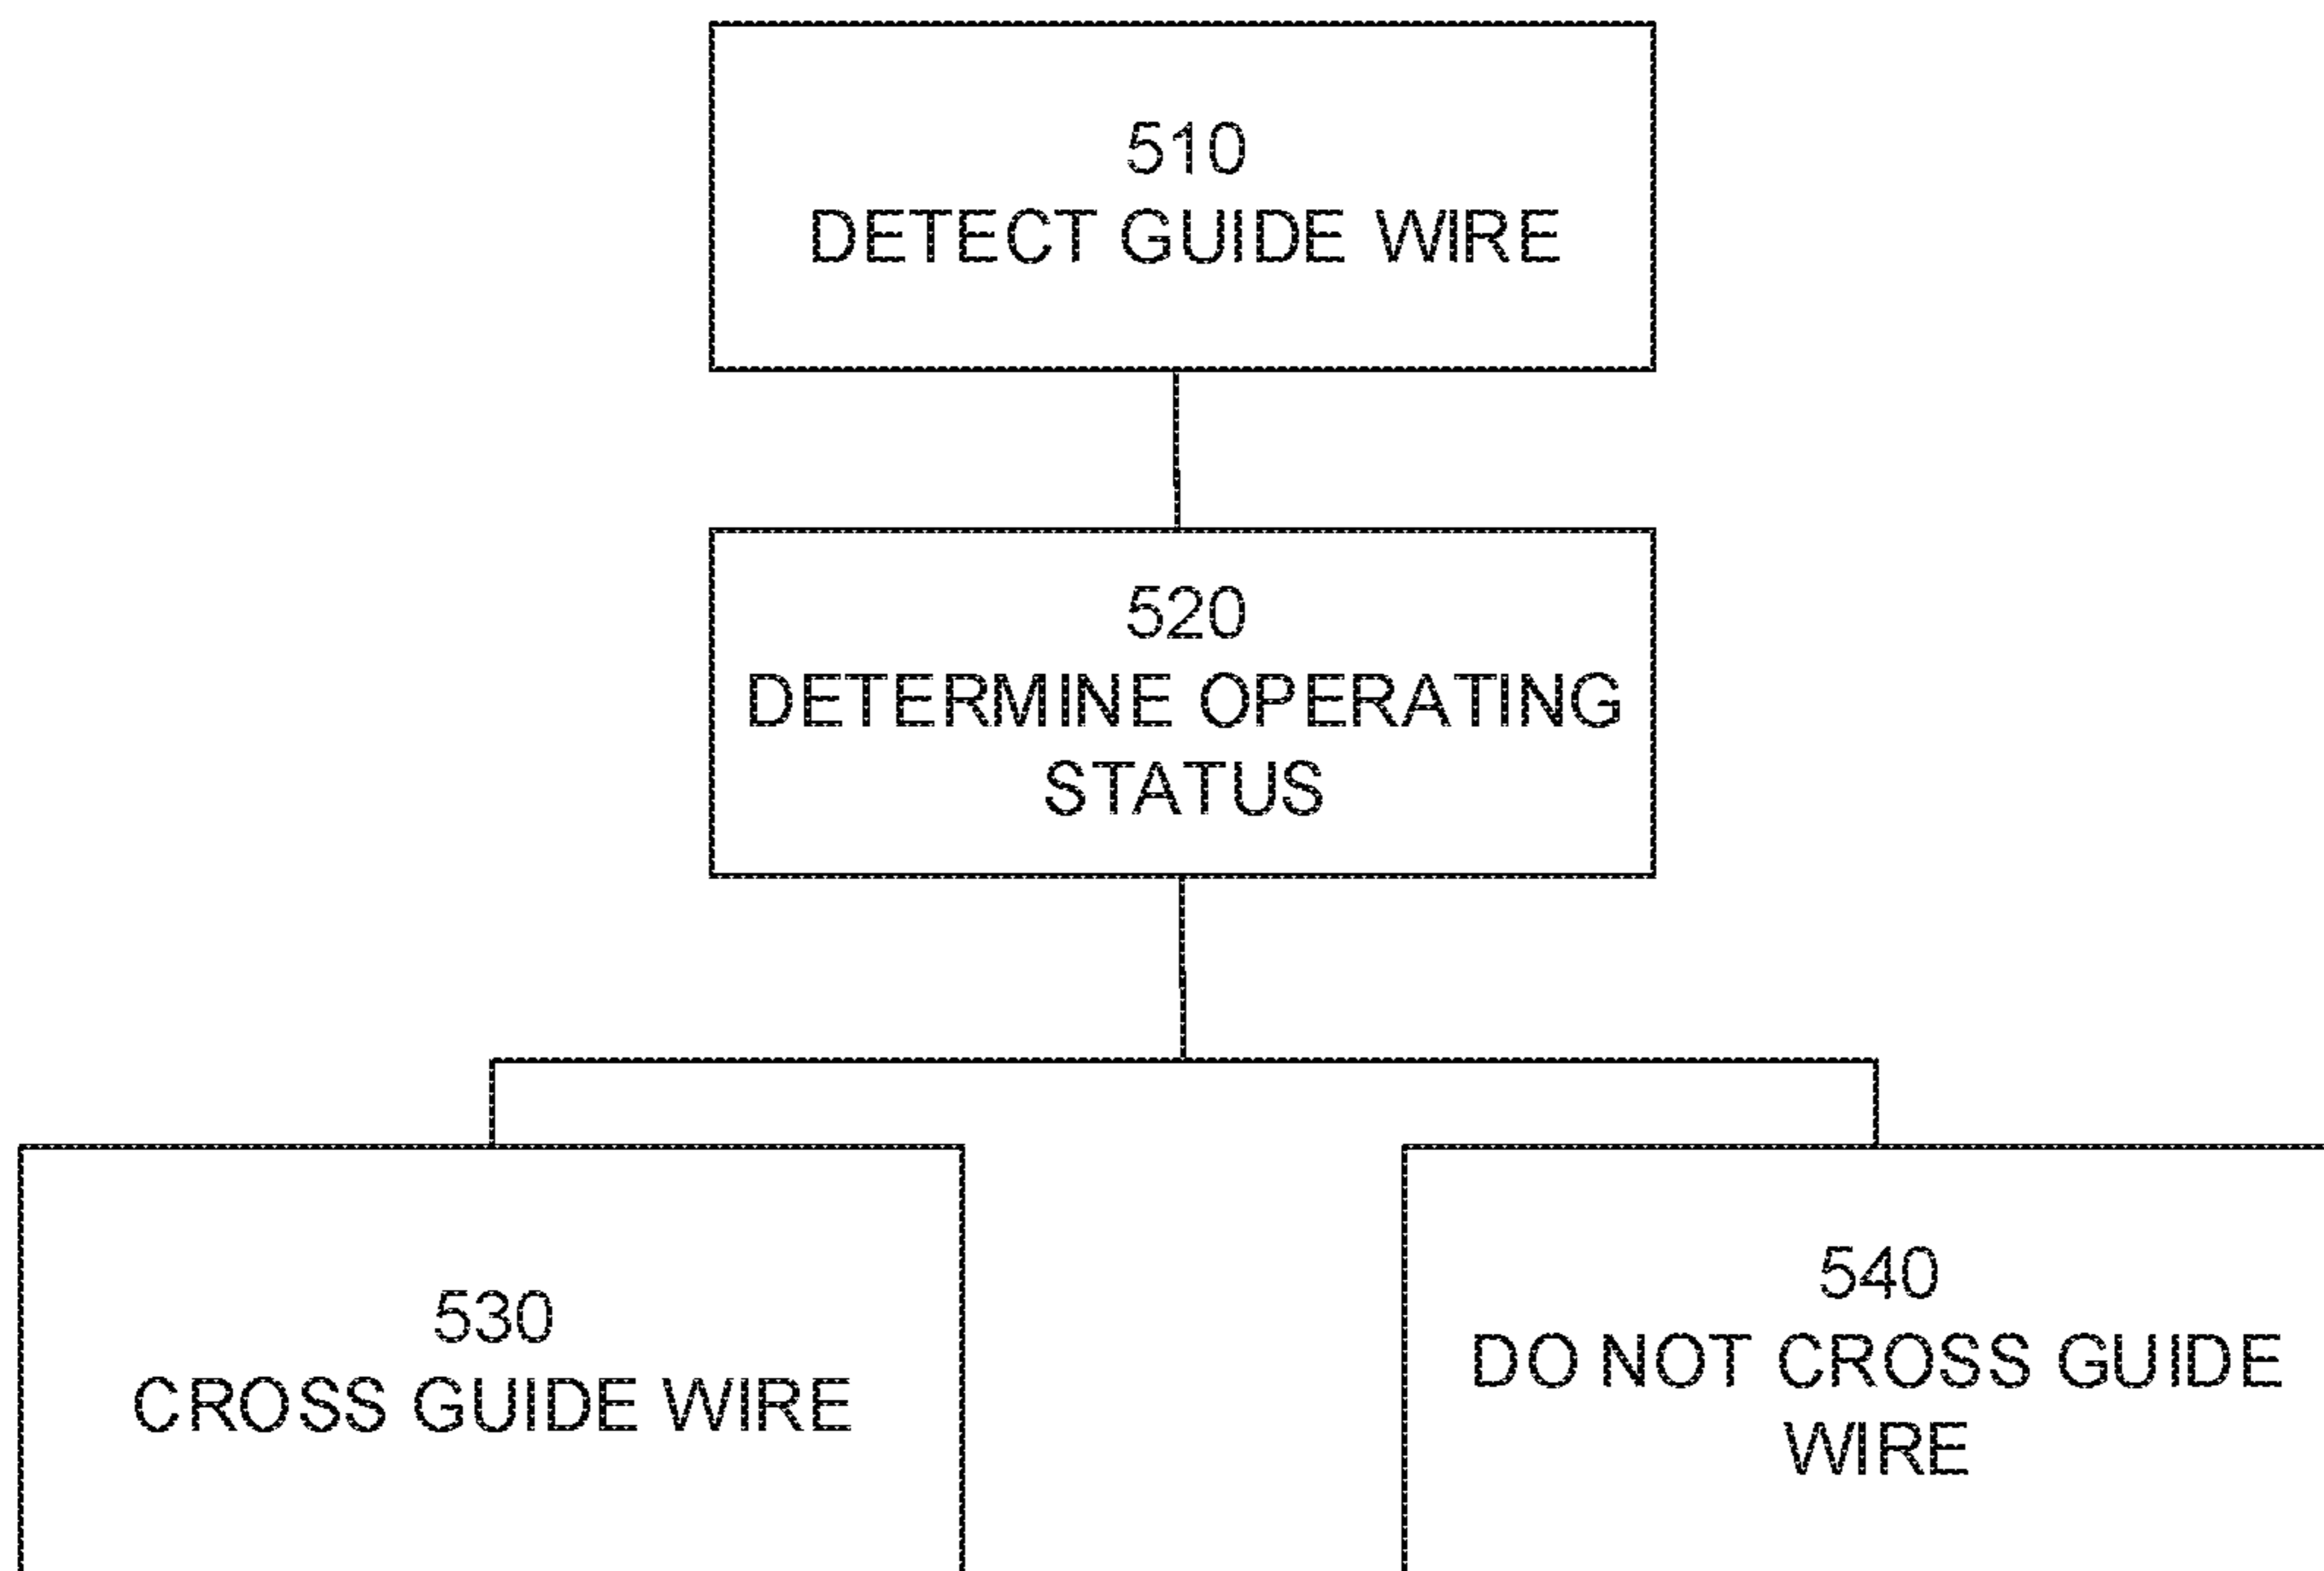 510
DETECT GUIDE WIRE
520
DETERMINE OPERATING
STATUS
530
CROSS GUIDE WIRE
540
DO NOT CROSS GUIDE
WIRE